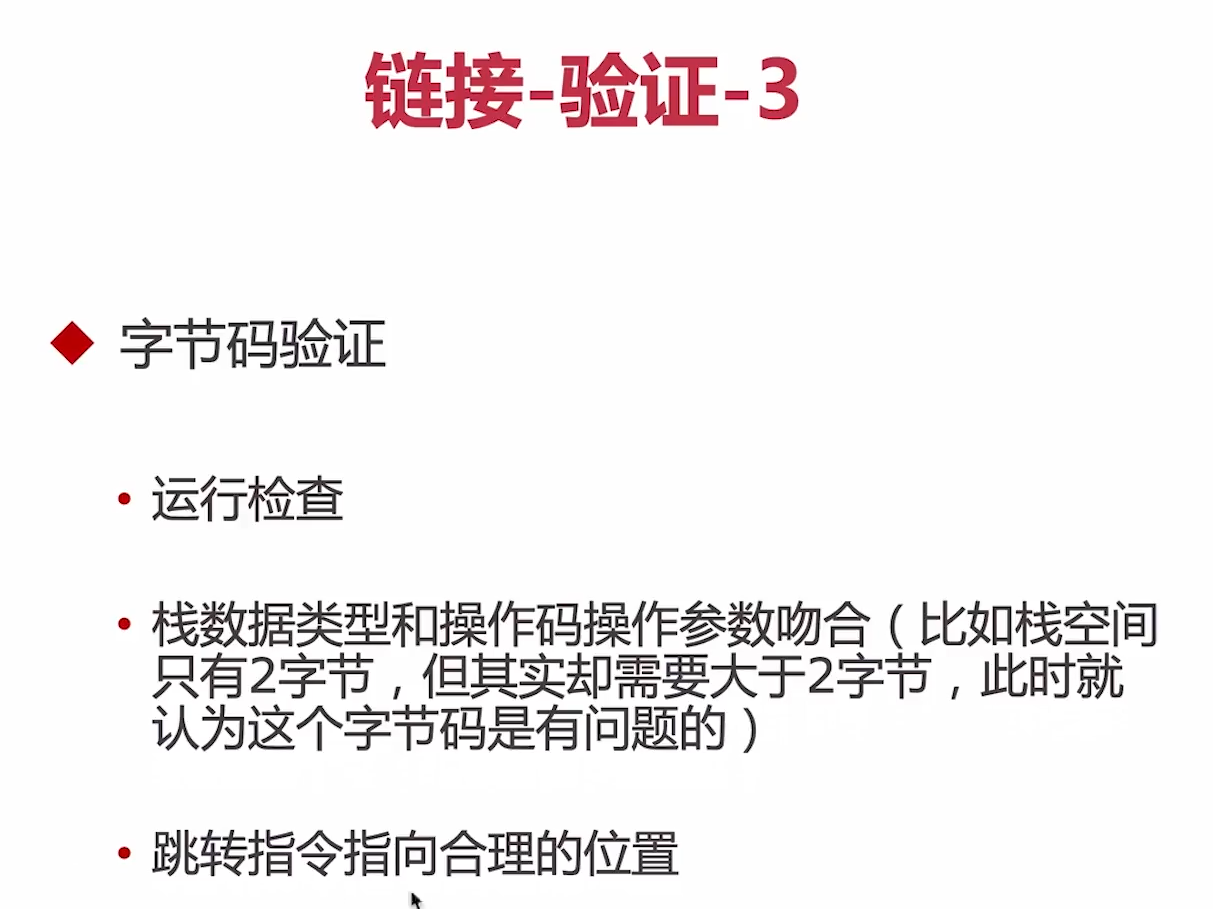 链接-验证-3
字节码验证
运行检查
栈数据类型和操作码操作参数吻合（比如栈空间
只有2字节，但其实却需要大于2字节，此时就
认为这个字节码是有问题的）
跳转指令指向合理的位置